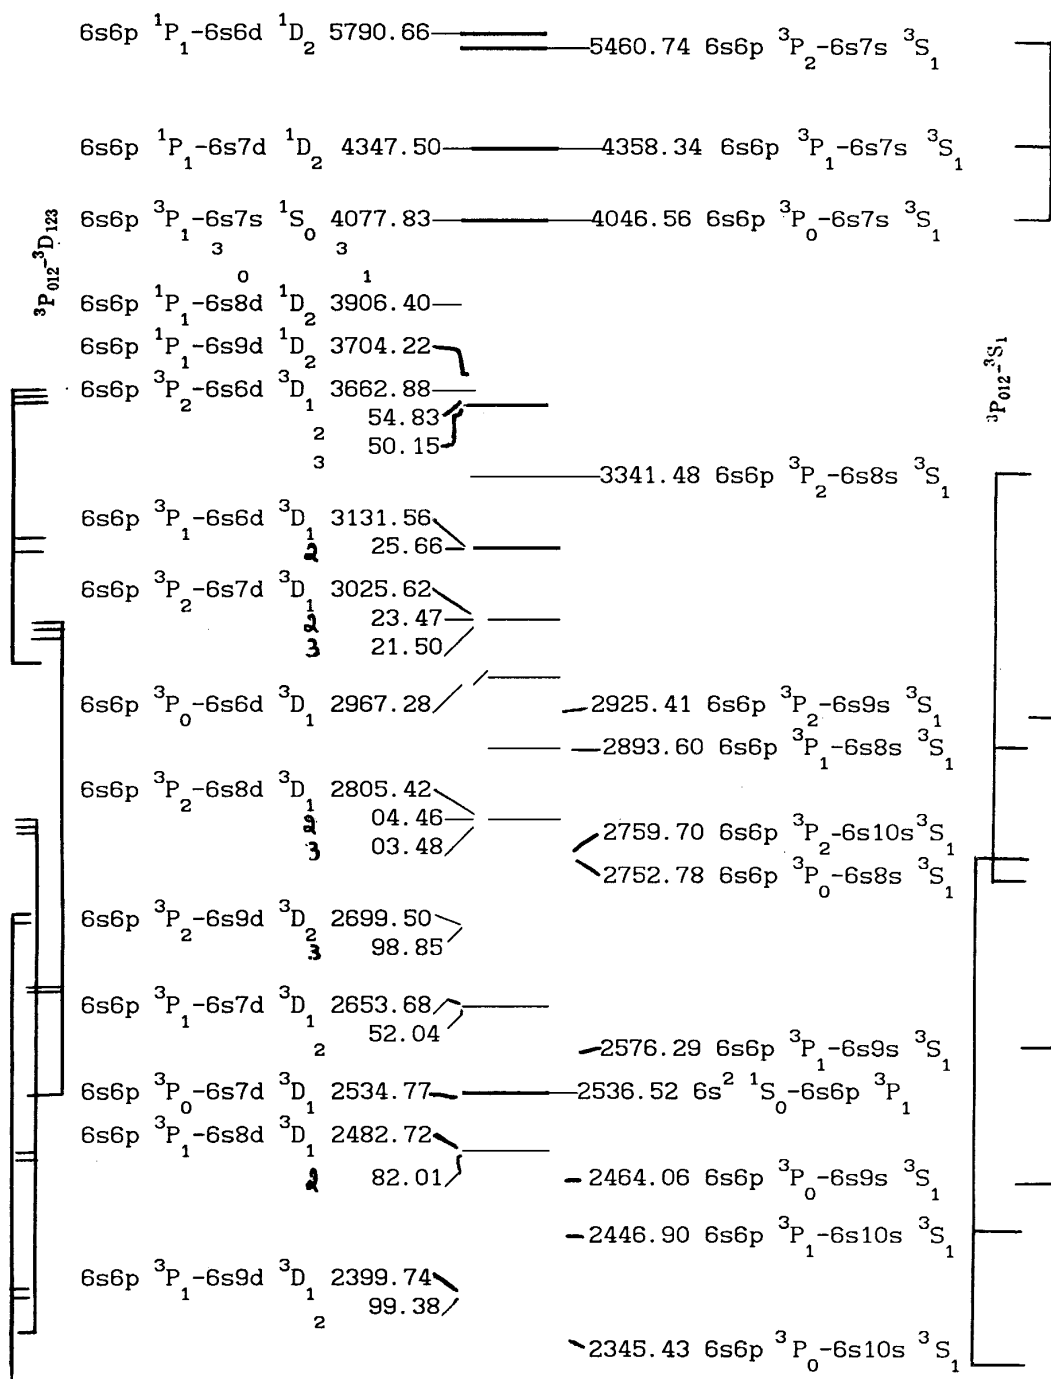 6s6p ¹P₁-6s6d ¹D₂ 5790.66
5460.74 6s6p ³P₂-6s7s ³S₁
6s6p ¹P₁-6s7d ¹D₂ 4347.50
4358.34 6s6p ³P₁-6s7s ³S₁
³P₀₁₂-³D₁₂₃
6s6p ³P₁-6s7s ¹S₀ 4077.83
4046.56 6s6p ³P₀-6s7s ³S₁
3 3
0 1
6s6p ¹P₁-6s8d ¹D₂ 3906.40
6s6p ¹P₁-6s9d ¹D₂ 3704.22
³P₀₁₂-³S₁
6s6p ³P₂-6s6d ³D₁ 3662.88
2 54.83
3 50.15
3341.48 6s6p ³P₂-6s8s ³S₁
6s6p ³P₁-6s6d ³D₁ 3131.56
2 25.66
6s6p ³P₂-6s7d ³D₁ 3025.62
2 23.47
3 21.50
6s6p ³P₀-6s6d ³D₁ 2967.28
2925.41 6s6p ³P₂-6s9s ³S₁
2893.60 6s6p ³P₁-6s8s ³S₁
6s6p ³P₂-6s8d ³D₁ 2805.42
2 04.46
3 03.48
2759.70 6s6p ³P₂-6s10s³S₁
2752.78 6s6p ³P₀-6s8s ³S₁
6s6p ³P₂-6s9d ³D₂ 2699.50
3 98.85
6s6p ³P₁-6s7d ³D₁ 2653.68
2 52.04
2576.29 6s6p ³P₁-6s9s ³S₁
6s6p ³P₀-6s7d ³D₁ 2534.77
2536.52 6s² ¹S₀-6s6p ³P₁
6s6p ³P₁-6s8d ³D₁ 2482.72
2 82.01
2464.06 6s6p ³P₀-6s9s ³S₁
2446.90 6s6p ³P₁-6s10s ³S₁
6s6p ³P₁-6s9d ³D₁ 2399.74
2 99.38
2345.43 6s6p ³P₀-6s10s ³S₁